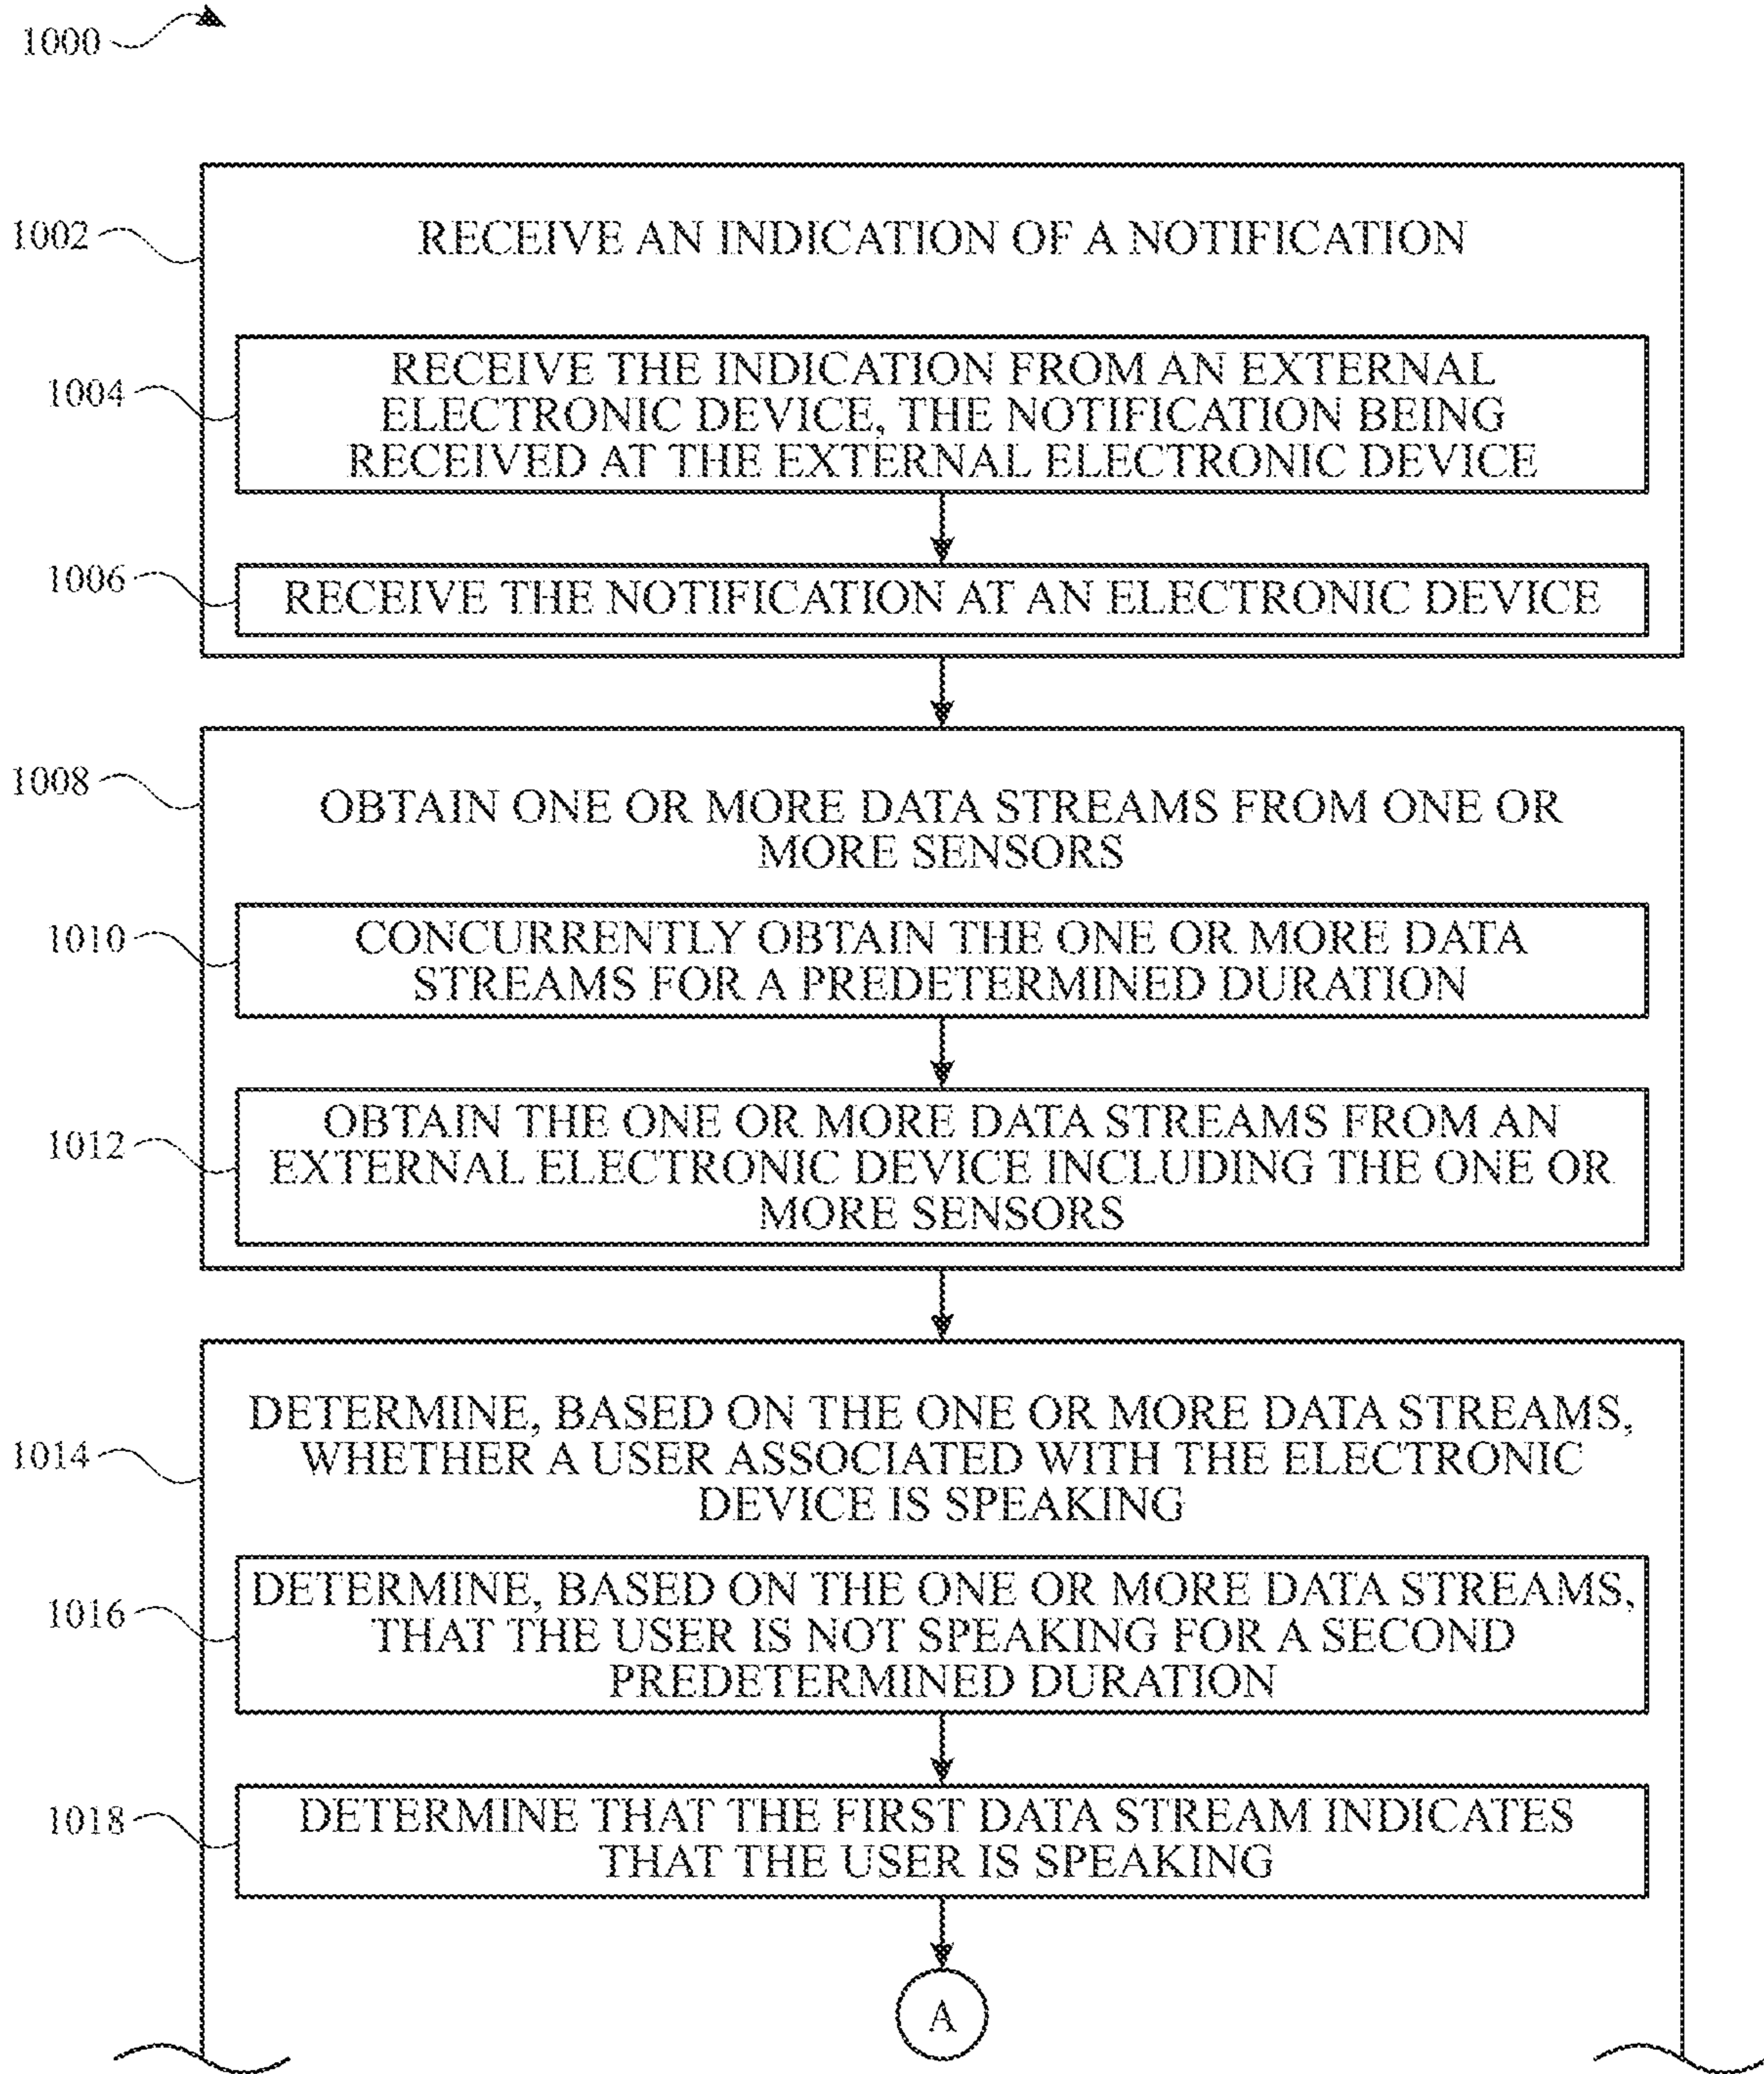 1000
1002
RECEIVE AN INDICATION OF A NOTIFICATION
1004
RECEIVE THE INDICATION FROM AN EXTERNAL
ELECTRONIC DEVICE, THE NOTIFICATION BEING
RECEIVED AT THE EXTERNAL ELECTRONIC DEVICE
1006
RECEIVE THE NOTIFICATION AT AN ELECTRONIC DEVICE
1008
OBTAIN ONE OR MORE DATA STREAMS FROM ONE OR
MORE SENSORS
1010
CONCURRENTLY OBTAIN THE ONE OR MORE DATA
STREAMS FOR A PREDETERMINED DURATION
1012
OBTAIN THE ONE OR MORE DATA STREAMS FROM AN
EXTERNAL ELECTRONIC DEVICE INCLUDING THE ONE OR
MORE SENSORS
1014
DETERMINE, BASED ON THE ONE OR MORE DATA STREAMS,
WHETHER A USER ASSOCIATED WITH THE ELECTRONIC
DEVICE IS SPEAKING
1016
DETERMINE, BASED ON THE ONE OR MORE DATA STREAMS,
THAT THE USER IS NOT SPEAKING FOR A SECOND
PREDETERMINED DURATION
1018
DETERMINE THAT THE FIRST DATA STREAM INDICATES
THAT THE USER IS SPEAKING
A